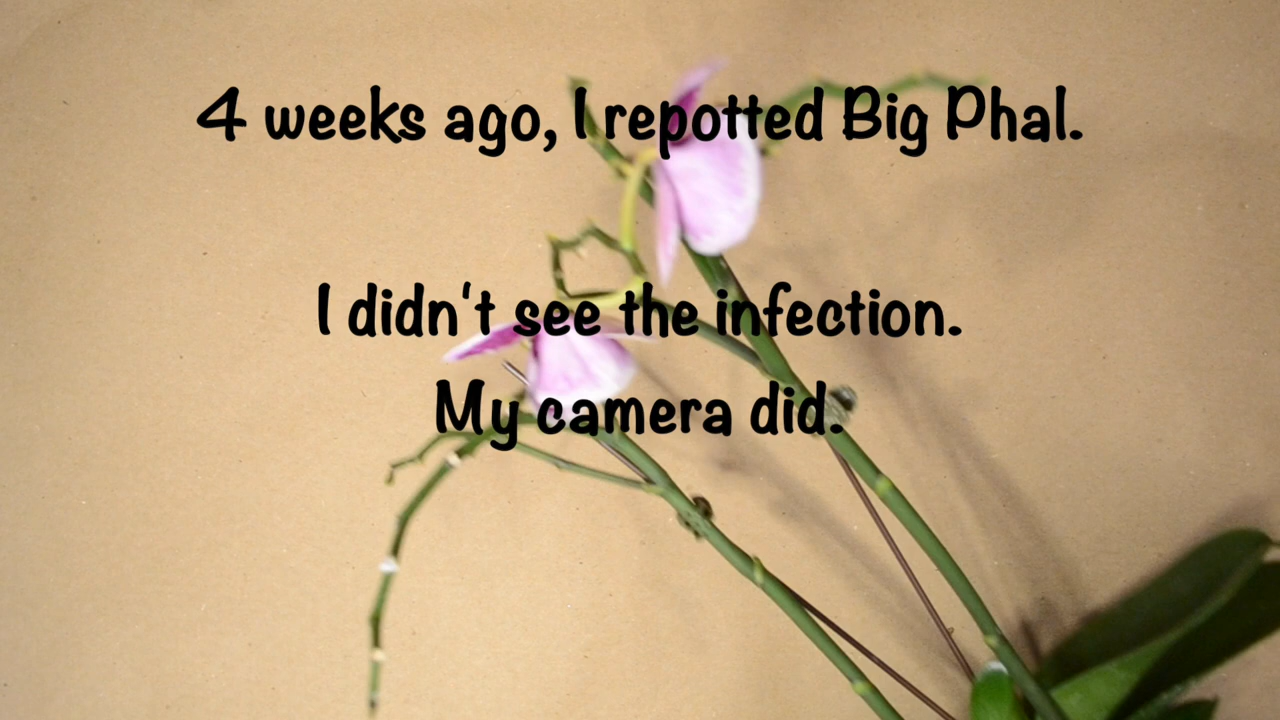 4 weeks ago, I repotted Big Phal.
I didn't see the infection.
My camera did.